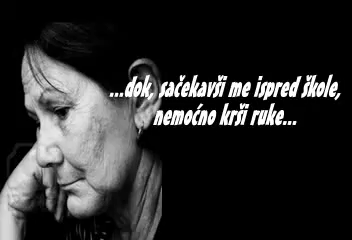 ...dok, sačekavši me ispred škole,
nemoćno krši ruke...